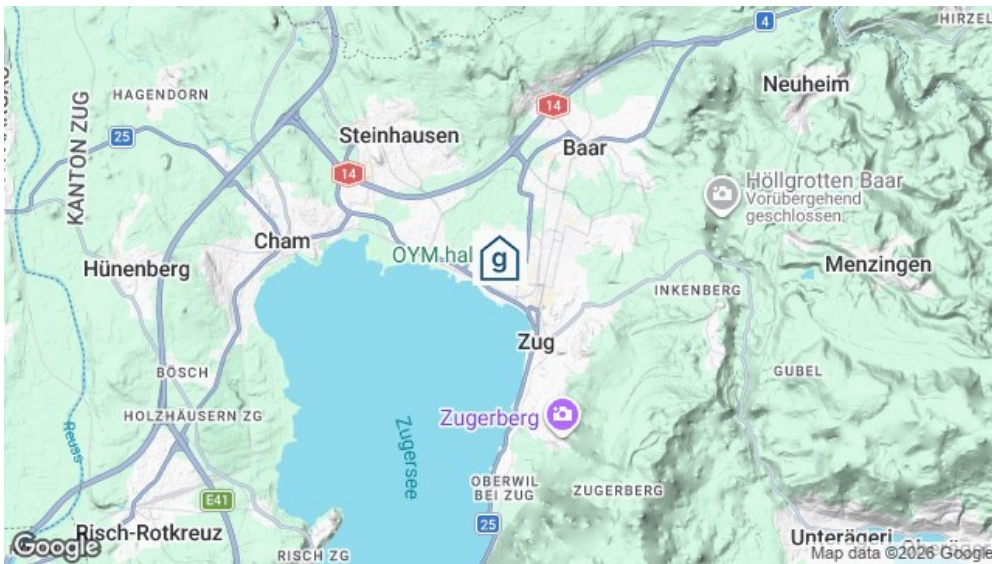 4
HIRZEL
Neuheim
HAGENDORN
14
25
Steinhausen
Baar
KANTON ZUG
14
Höllgrotten Baar
Vorübergehend
geschlossen
Cham
OYM hal
g
Hünenberg
Menzingen
INKENBERG
Zug
BÖSCH
GUBEL
HOLZHÄUSERN ZG
Zugerberg
Reuss
Zugersee
OBERWIL
BEI ZUG
ZUGERBERG
E41
25
Risch-Rotkreuz
Unterägeri
Google
RISCH ZG
Map data ©2026 Google